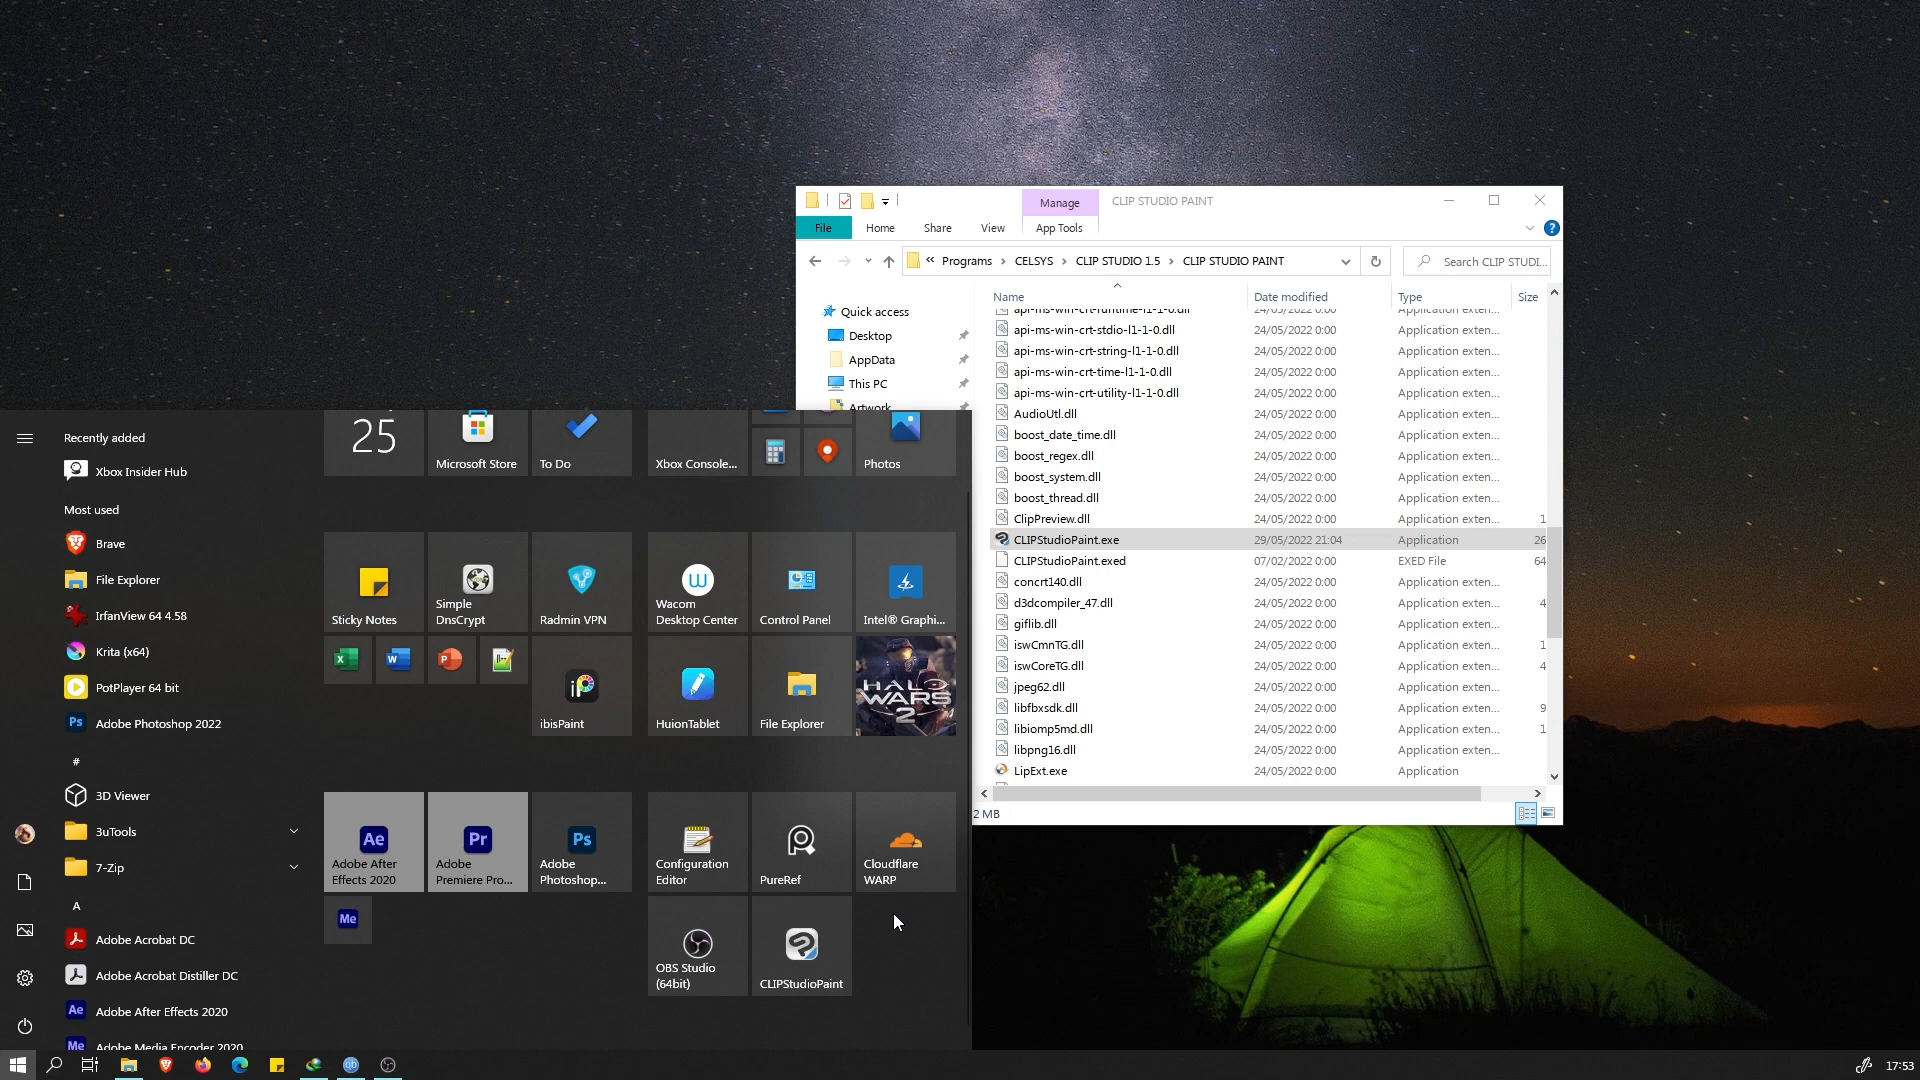 Manage
CLIP STUDIO PAINT
File
Home
Share
View
App Tools
« Programs › CELSYS › CLIP STUDIO 1.5 › CLIP STUDIO PAINT
Search CLIP STUDI...
Name
Date modified
Type
Size
Quick access
Desktop
AppData
This PC
Artwork
api-ms-win-crt-runtime-l1-1-0.dll 24/05/2022 0:00 Application exten...
api-ms-win-crt-stdio-l1-1-0.dll 24/05/2022 0:00 Application exten...
api-ms-win-crt-string-l1-1-0.dll 24/05/2022 0:00 Application exten...
api-ms-win-crt-time-l1-1-0.dll 24/05/2022 0:00 Application exten...
api-ms-win-crt-utility-l1-1-0.dll 24/05/2022 0:00 Application exten...
AudioUtl.dll 24/05/2022 0:00 Application exten...
boost_date_time.dll 24/05/2022 0:00 Application exten...
boost_regex.dll 24/05/2022 0:00 Application exten...
boost_system.dll 24/05/2022 0:00 Application exten...
boost_thread.dll 24/05/2022 0:00 Application exten...
ClipPreview.dll 24/05/2022 0:00 Application exten... 1
CLIPStudioPaint.exe 29/05/2022 21:04 Application 26
CLIPStudioPaint.exed 07/02/2022 0:00 EXED File 64
concrt140.dll 24/05/2022 0:00 Application exten...
d3dcompiler_47.dll 24/05/2022 0:00 Application exten... 4
giflib.dll 24/05/2022 0:00 Application exten...
iswCmnTG.dll 24/05/2022 0:00 Application exten... 1
iswCoreTG.dll 24/05/2022 0:00 Application exten... 4
jpeg62.dll 24/05/2022 0:00 Application exten...
libfbxsdk.dll 24/05/2022 0:00 Application exten... 9
libiomp5md.dll 24/05/2022 0:00 Application exten... 1
libpng16.dll 24/05/2022 0:00 Application exten...
LipExt.exe 24/05/2022 0:00 Application
2 MB
Recently added
Xbox Insider Hub
Most used
Brave
File Explorer
IrfanView 64 4.58
Krita (x64)
PotPlayer 64 bit
Adobe Photoshop 2022
#
3D Viewer
3uTools
7-Zip
A
Adobe Acrobat DC
Adobe Acrobat Distiller DC
Adobe After Effects 2020
Adobe Media Encoder 2020
25
Microsoft Store
To Do
Xbox Console...
Photos
Sticky Notes
Simple
DnsCrypt
Radmin VPN
Wacom
Desktop Center
Control Panel
Intel® Graphi...
ibisPaint
HuionTablet
File Explorer
HALO
WARS
2
Adobe After
Effects 2020
Adobe
Premiere Pro...
Adobe
Photoshop...
Configuration
Editor
PureRef
Cloudflare
WARP
Me
OBS Studio
(64bit)
CLIPStudioPaint
17:53